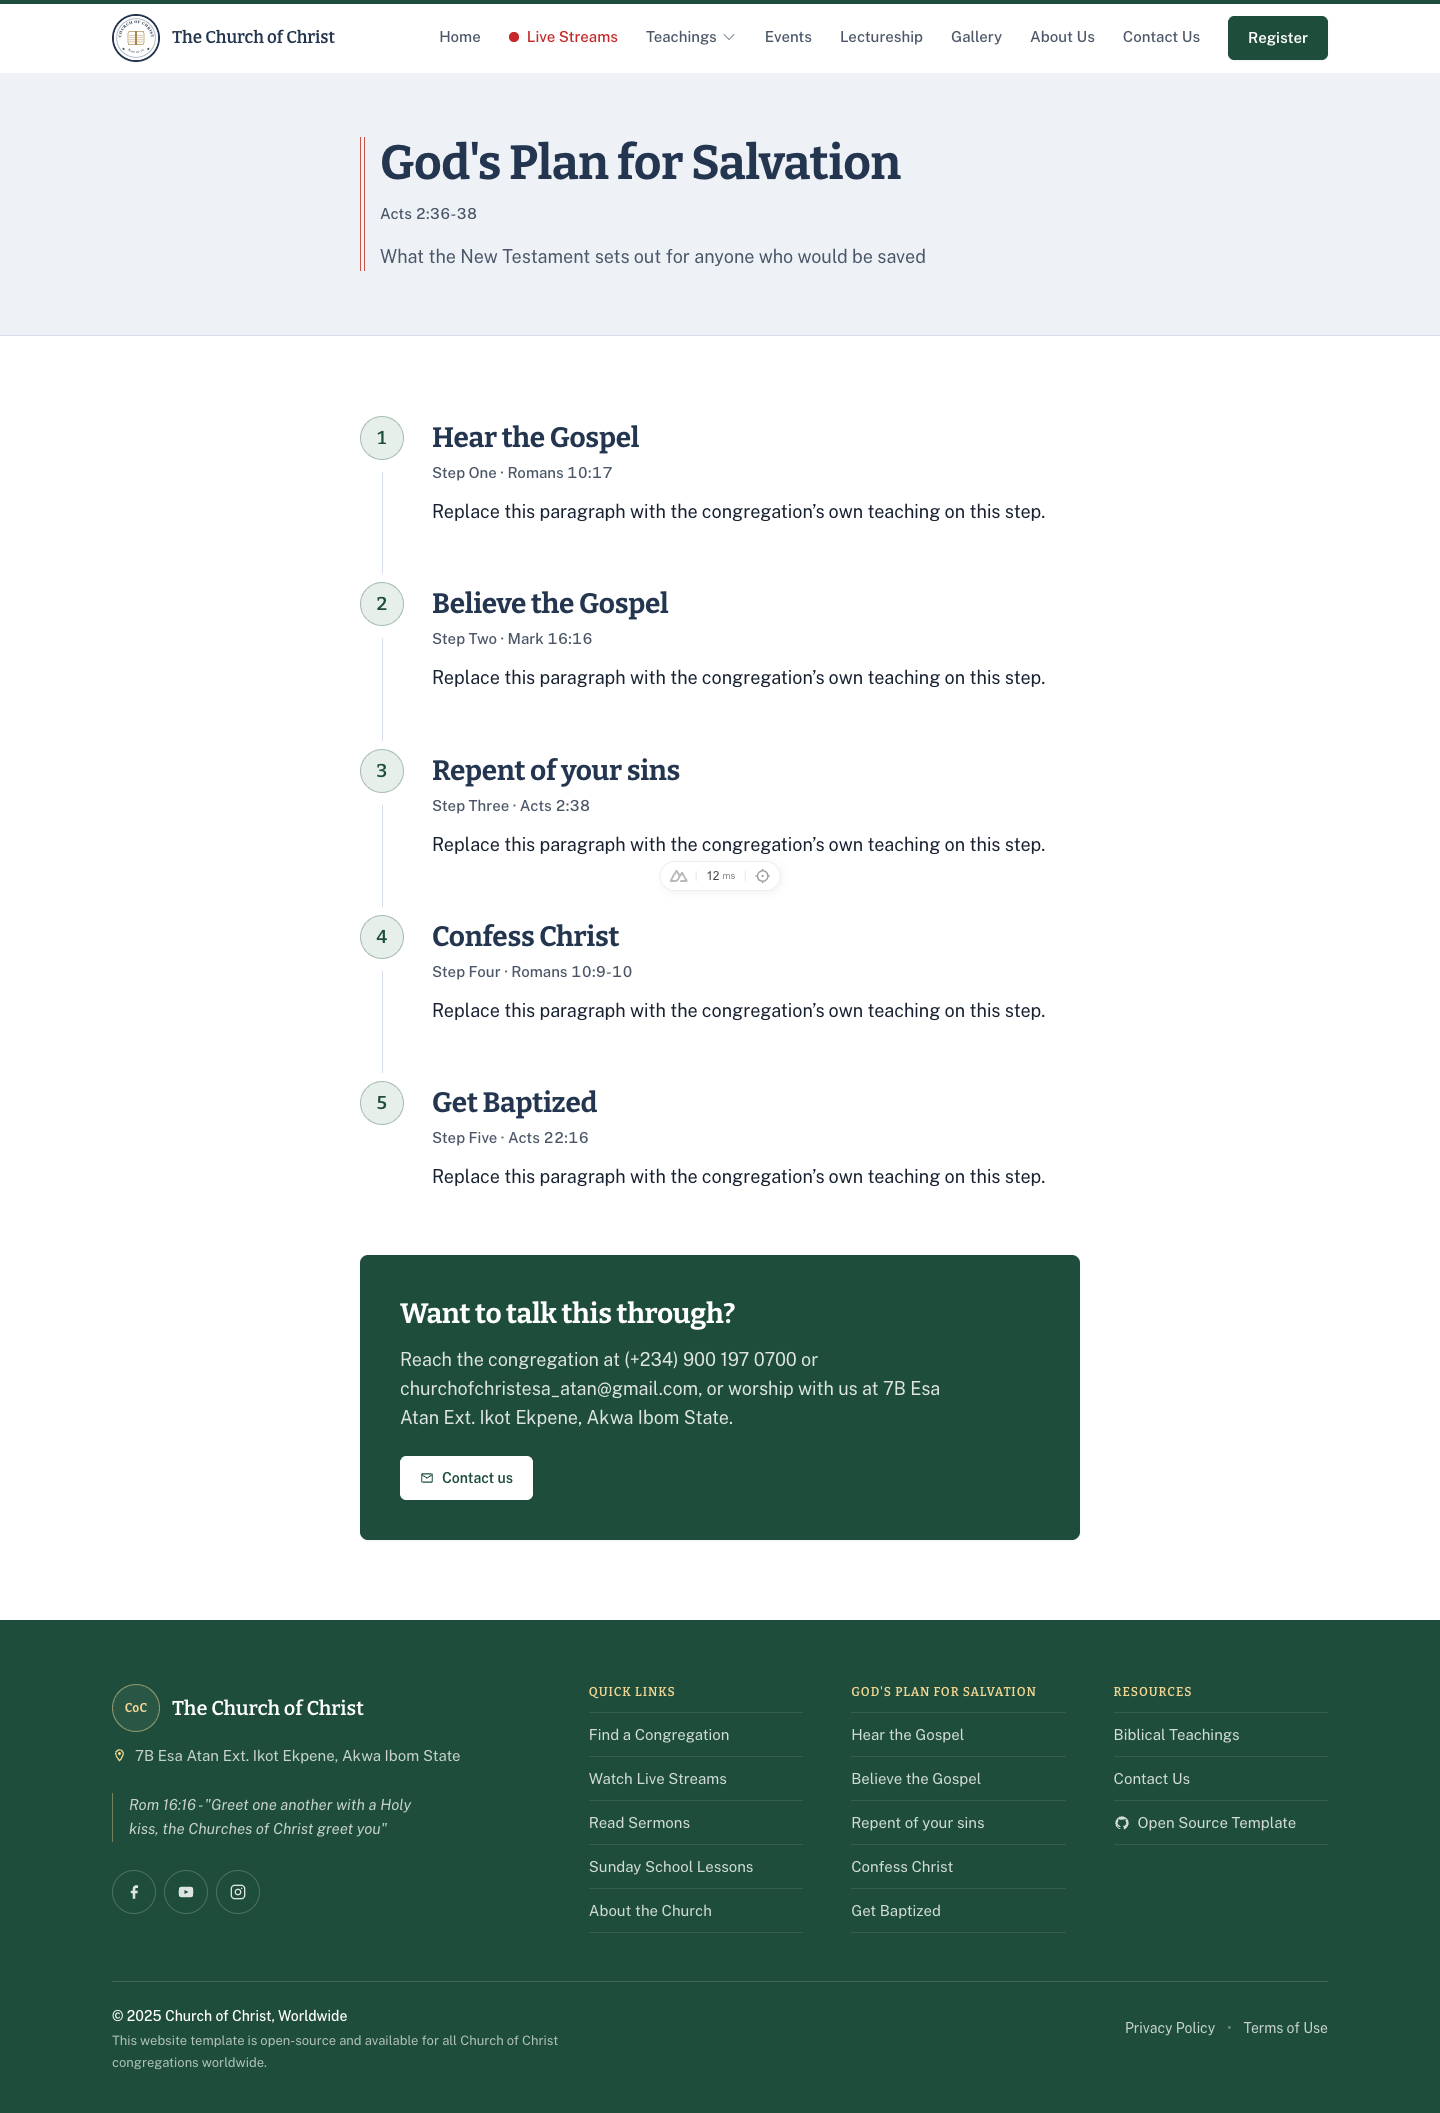 The Church of Christ
Home
Live Streams
Teachings
Events
Lectureship
Gallery
About Us
Contact Us
Register
God's Plan for Salvation
Acts 2:36-38
What the New Testament sets out for anyone who would be saved
1
Hear the Gospel
Step One · Romans 10:17
Replace this paragraph with the congregation’s own teaching on this step.
2
Believe the Gospel
Step Two · Mark 16:16
Replace this paragraph with the congregation’s own teaching on this step.
3
Repent of your sins
Step Three · Acts 2:38
Replace this paragraph with the congregation’s own teaching on this step.
12 ms
4
Confess Christ
Step Four · Romans 10:9-10
Replace this paragraph with the congregation’s own teaching on this step.
5
Get Baptized
Step Five · Acts 22:16
Replace this paragraph with the congregation’s own teaching on this step.
Want to talk this through?
Reach the congregation at (+234) 900 197 0700 or
churchofchristesa_atan@gmail.com, or worship with us at 7B Esa
Atan Ext. Ikot Ekpene, Akwa Ibom State.
Contact us
CoC
The Church of Christ
7B Esa Atan Ext. Ikot Ekpene, Akwa Ibom State
Rom 16:16 - "Greet one another with a Holy
kiss, the Churches of Christ greet you"
QUICK LINKS
Find a Congregation
Watch Live Streams
Read Sermons
Sunday School Lessons
About the Church
GOD'S PLAN FOR SALVATION
Hear the Gospel
Believe the Gospel
Repent of your sins
Confess Christ
Get Baptized
RESOURCES
Biblical Teachings
Contact Us
Open Source Template
© 2025 Church of Christ, Worldwide
This website template is open-source and available for all Church of Christ
congregations worldwide.
Privacy Policy • Terms of Use